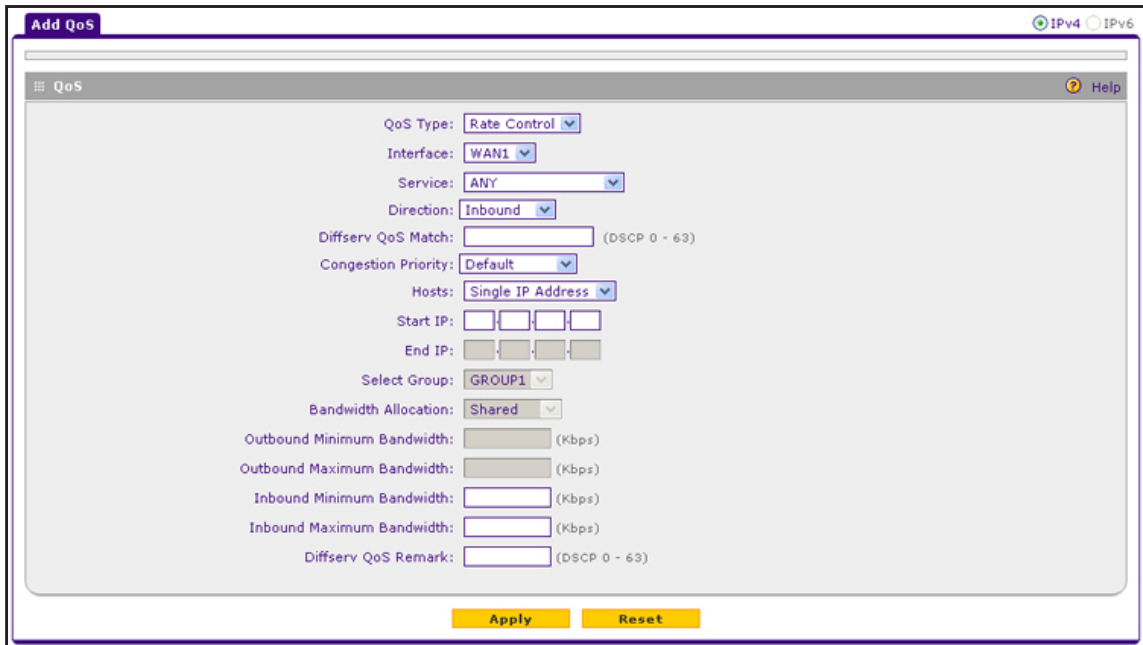 Add QoS
IPv4 IPv6
QoS
Help
QoS Type: Rate Control
Interface: WAN1
Service: ANY
Direction: Inbound
Diffserv QoS Match: (DSCP 0 - 63)
Congestion Priority: Default
Hosts: Single IP Address
Start IP: . . .
End IP: . . .
Select Group: GROUP1
Bandwidth Allocation: Shared
Outbound Minimum Bandwidth: (Kbps)
Outbound Maximum Bandwidth: (Kbps)
Inbound Minimum Bandwidth: (Kbps)
Inbound Maximum Bandwidth: (Kbps)
Diffserv QoS Remark: (DSCP 0 - 63)
Apply Reset